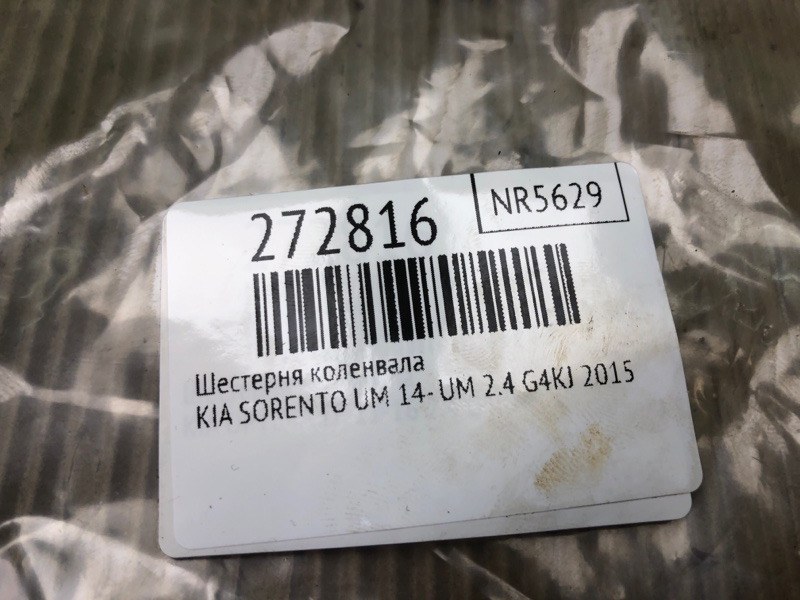 272816
NR5629
Шестерня коленвала
KIA SORENTO UM 14- UM 2.4 G4KJ 2015